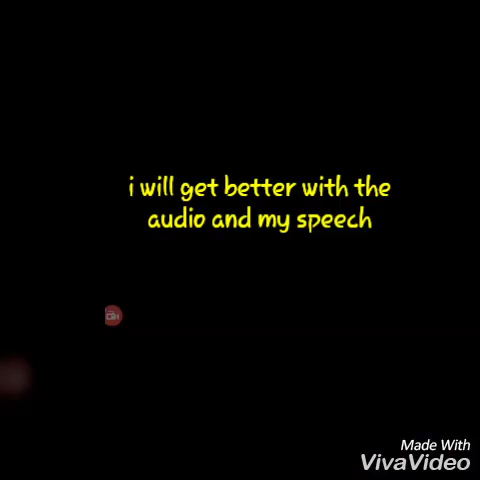 i will get better with the
audio and my speech
Made With
VivaVideo